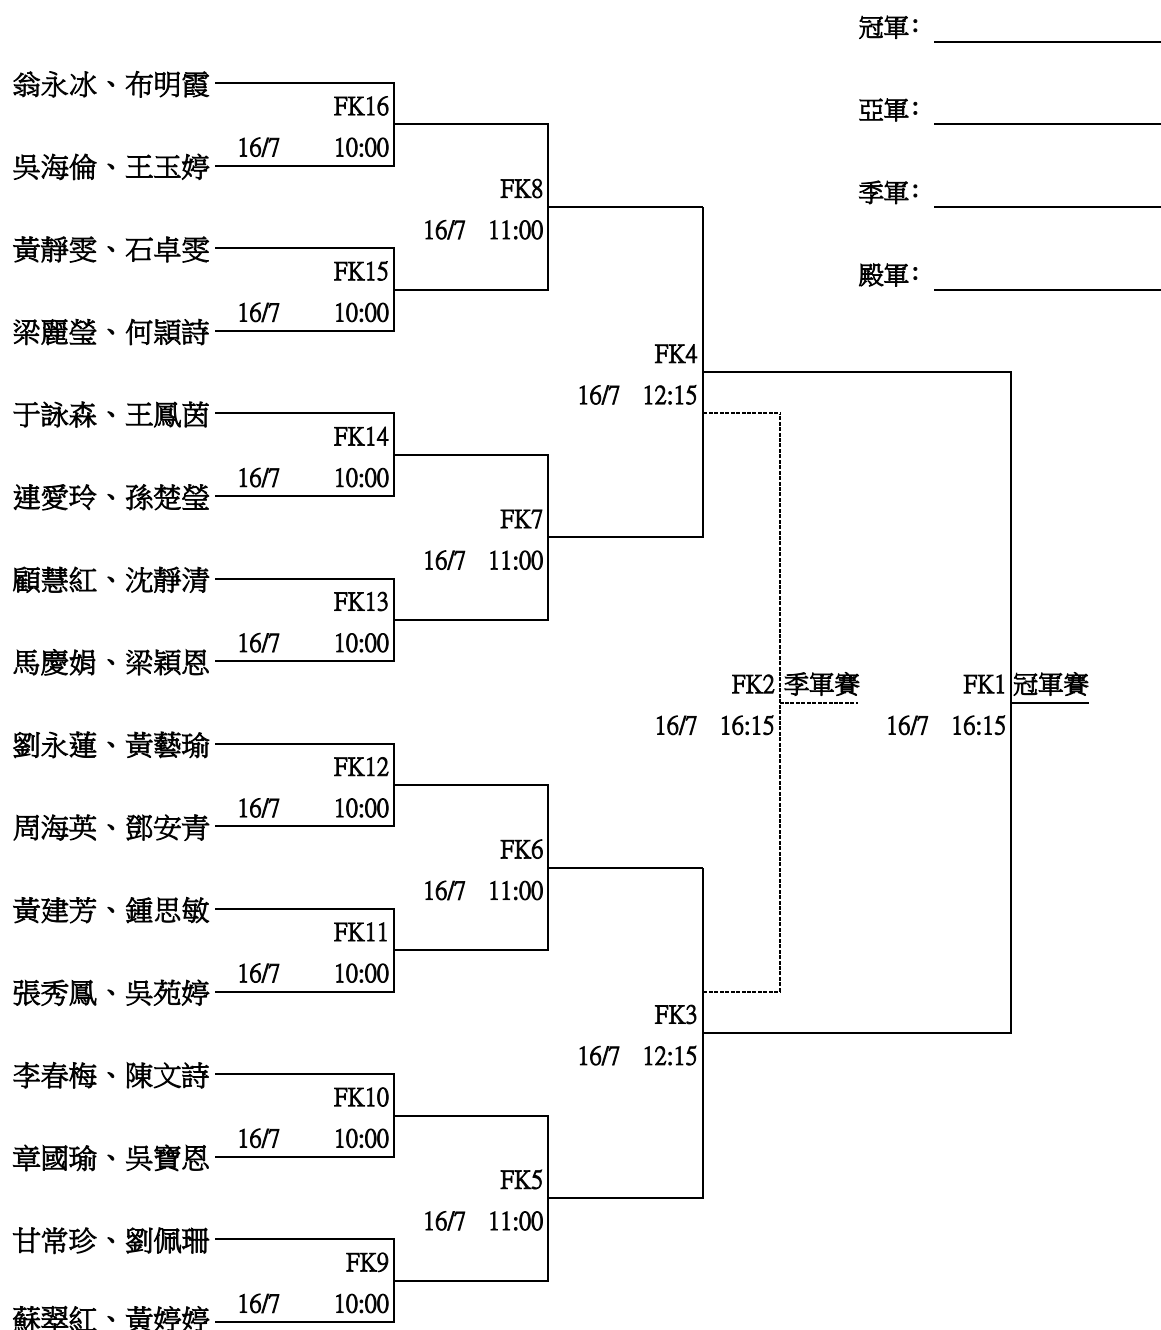 冠軍：
翁永冰、布明霞
FK16
亞軍：
16/7 10:00
吳海倫、王玉婷
FK8
季軍：
16/7 11:00
黃靜雯、石卓雯
FK15
殿軍：
16/7 10:00
梁麗瑩、何穎詩
FK4
16/7 12:15
于詠森、王鳳茵
FK14
16/7 10:00
連愛玲、孫楚瑩
FK7
16/7 11:00
顧慧紅、沈靜清
FK13
16/7 10:00
馬慶娟、梁穎恩
FK2 季軍賽
FK1 冠軍賽
16/7 16:15
16/7 16:15
劉永蓮、黃藝瑜
FK12
16/7 10:00
周海英、鄧安青
FK6
16/7 11:00
黃建芳、鍾思敏
FK11
16/7 10:00
張秀鳳、吳苑婷
FK3
16/7 12:15
李春梅、陳文詩
FK10
16/7 10:00
章國瑜、吳寶恩
FK5
16/7 11:00
甘常珍、劉佩珊
FK9
16/7 10:00
蘇翠紅、黃婷婷